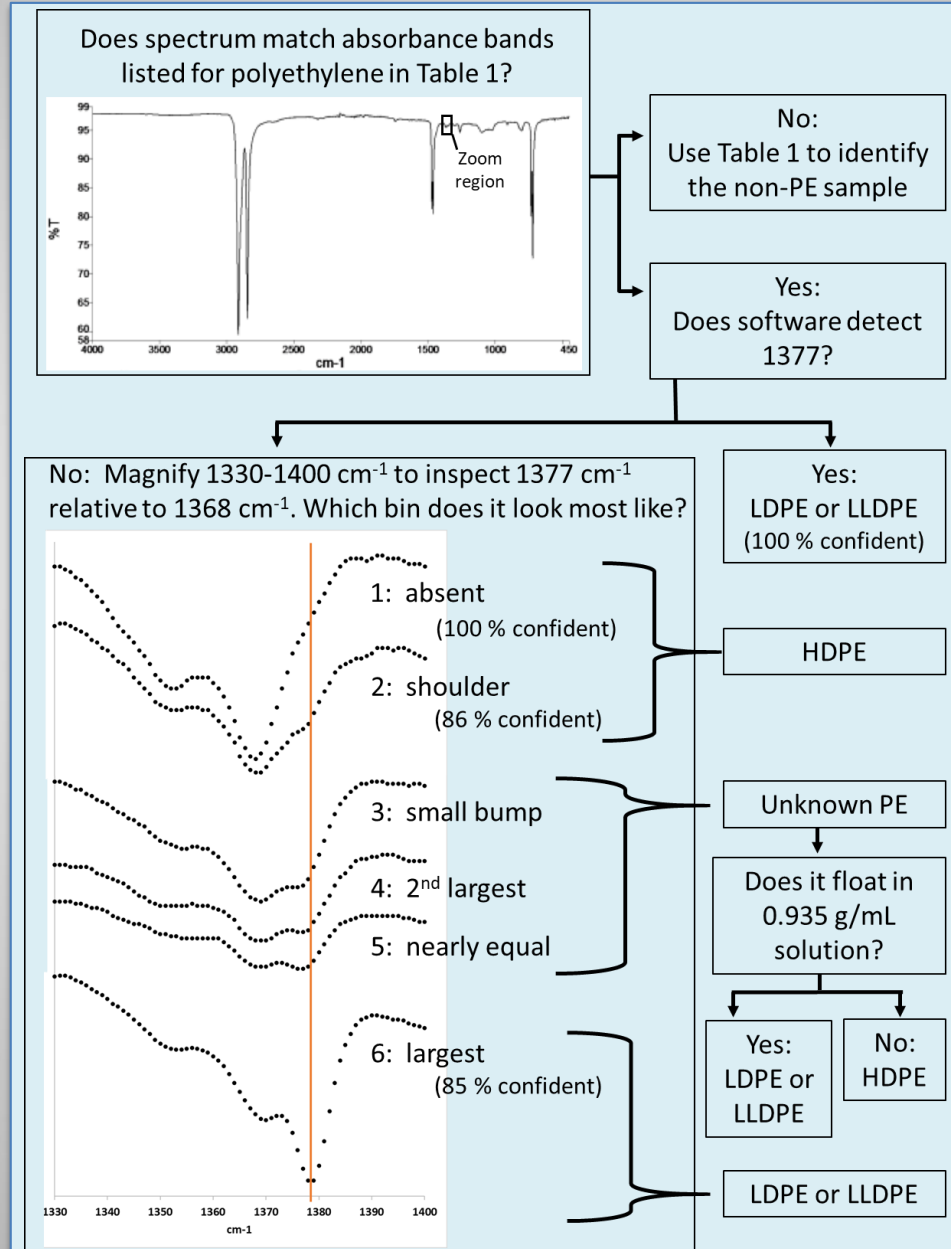 Does spectrum match absorbance bands
listed for polyethylene in Table 1?
99
95
90
85
80
75
70
65
60
58
%T
Zoom
region
4000
3500
3000
2500
2000
1500
1000
450
cm-1
No:
Use Table 1 to identify
the non-PE sample
Yes:
Does software detect
1377?
Yes:
LDPE or LLDPE
(100 % confident)
No: Magnify 1330-1400 cm⁻¹ to inspect 1377 cm⁻¹
relative to 1368 cm⁻¹. Which bin does it look most like?
1: absent
(100 % confident)
2: shoulder
(86 % confident)
HDPE
3: small bump
4: 2ⁿᵈ largest
5: nearly equal
Unknown PE
Does it float in
0.935 g/mL
solution?
Yes:
LDPE or
LLDPE
No:
HDPE
6: largest
(85 % confident)
LDPE or LLDPE
1330
1340
1350
1360
1370
1380
1390
1400
cm-1